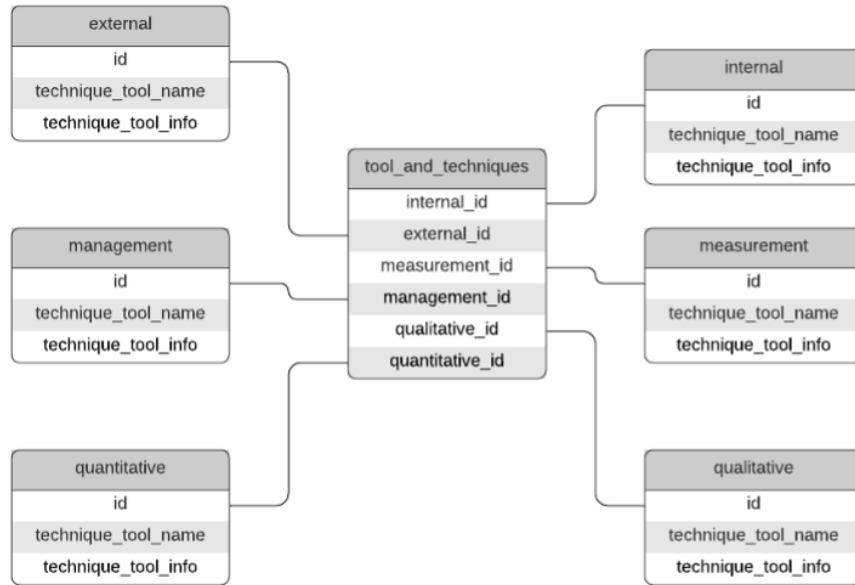 external
id
technique_tool_name
technique_tool_info
internal
id
technique_tool_name
technique_tool_info
tool_and_techniques
internal_id
external_id
measurement_id
management_id
qualitative_id
quantitative_id
management
id
technique_tool_name
technique_tool_info
measurement
id
technique_tool_name
technique_tool_info
quantitative
id
technique_tool_name
technique_tool_info
qualitative
id
technique_tool_name
technique_tool_info